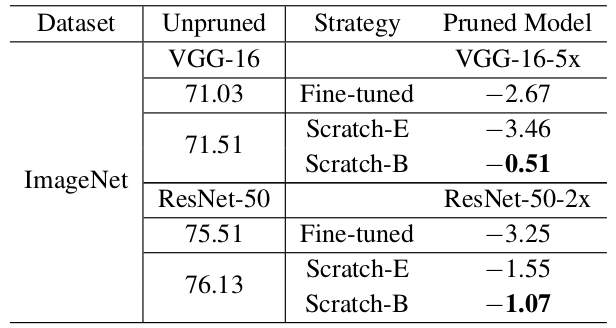 Dataset Unpruned Strategy Pruned Model
VGG-16 VGG-16-5x
71.03 Fine-tuned −2.67
71.51 Scratch-E −3.46
Scratch-B −0.51
ImageNet
ResNet-50 ResNet-50-2x
75.51 Fine-tuned −3.25
76.13 Scratch-E −1.55
Scratch-B −1.07